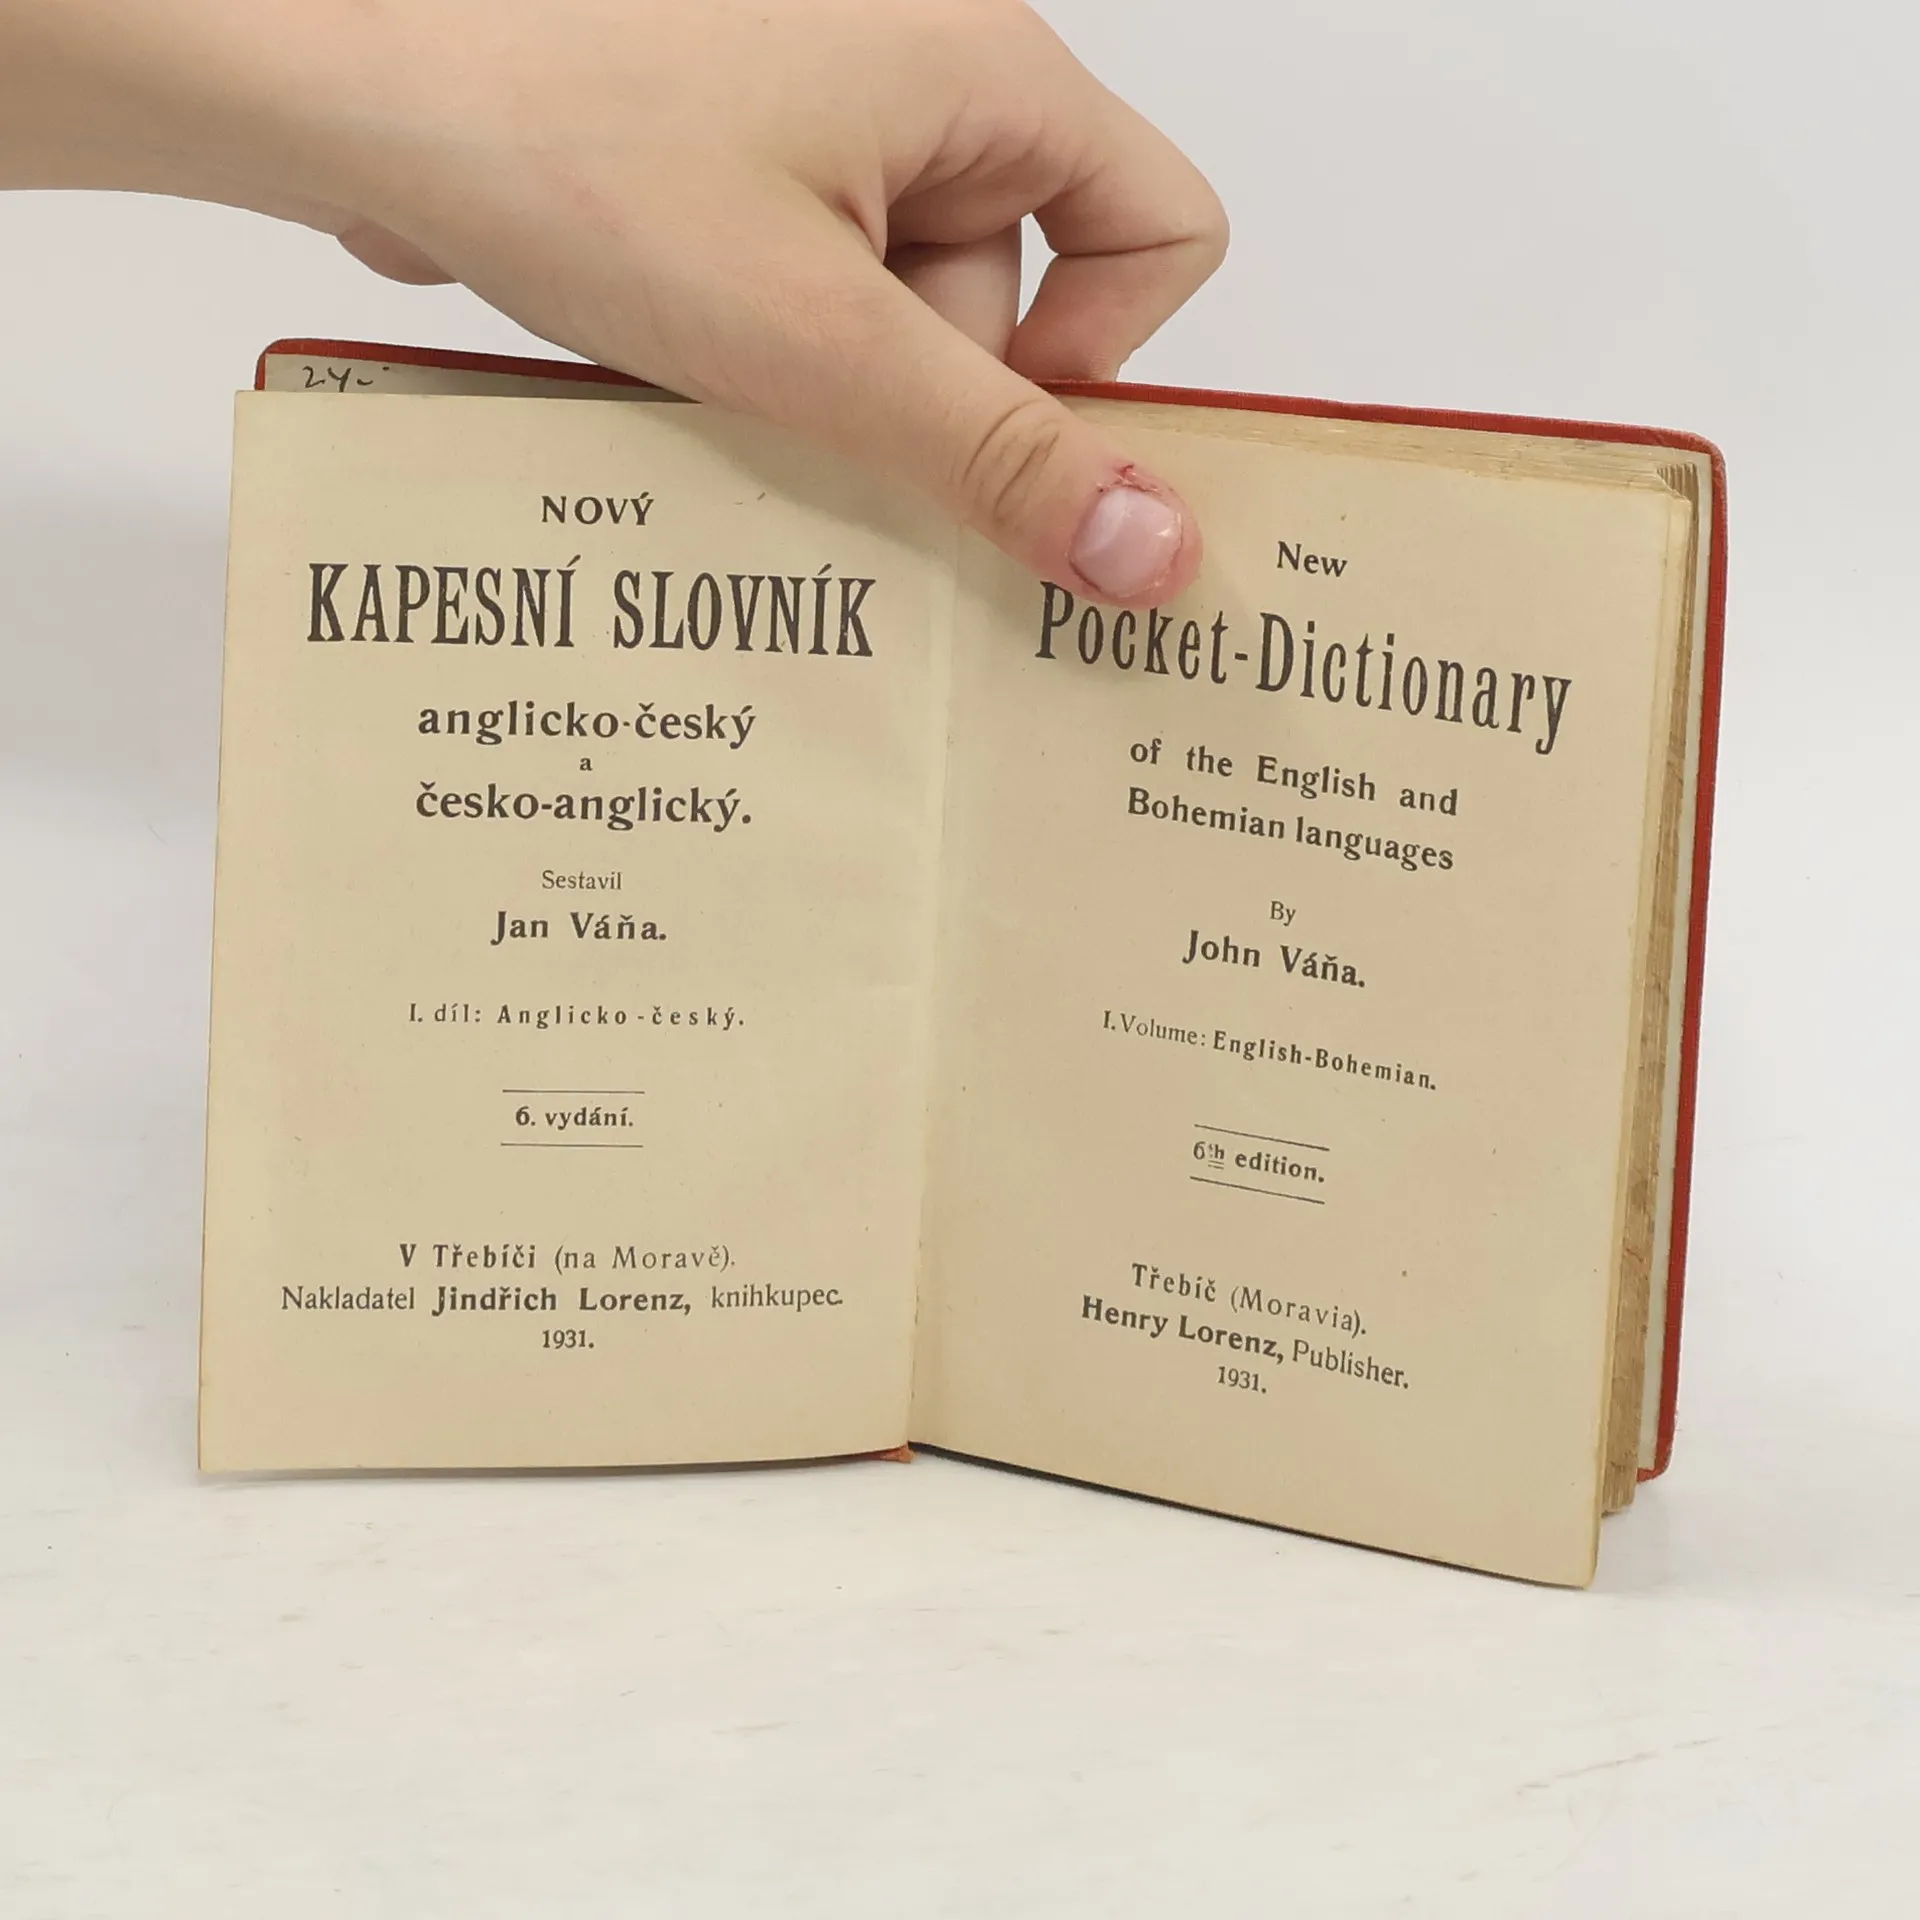 24.-
NOVÝ
KAPESNÍ SLOVNÍK
anglicko-český
a
česko-anglický.
Sestavil
Jan Váňa.
I. díl: Anglicko-český.
6. vydání.
V Třebíči (na Moravě).
Nakladatel Jindřich Lorenz, knihkupec.
1931.
New
Pocket-Dictionary
of the English and
Bohemian languages
By
John Váňa.
I. Volume: English-Bohemian.
6th edition.
Třebíč (Moravia).
Henry Lorenz, Publisher.
1931.